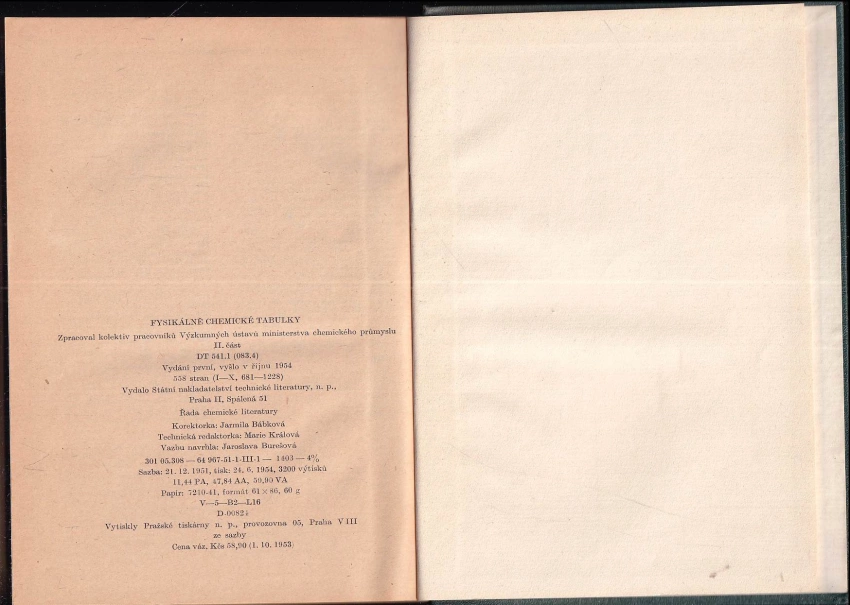 FYSIKÁLNĚ CHEMICKÉ TABULKY
Zpracoval kolektiv pracovníků Výzkumných ústavů ministerstva chemického průmyslu
II. část
DT 541.1 (083.4)
Vydání první, vyšlo v říjnu 1954
558 stran (I—X, 681—1228)
Vydalo Státní nakladatelství technické literatury, n. p.,
Praha II, Spálená 51
Řada chemické literatury
Korektorka: Jarmila Bábková
Technická redaktorka: Marie Králová
Vazbu navrhla: Jaroslava Burešová
301 05.308 — 64 967-51-1-III-1 — 1403 — 4%
Sazba: 21. 12. 1951, tisk: 24. 6. 1954, 3200 výtisků
11,44 PA, 47,84 AA, 50,90 VA
Papír: 7210-41, formát 61 × 86, 60 g
V—5—B2—L16
Vytiskly Pražské tiskárny n. p., provozovna 05, Praha VIII
ze sazby
Cena váz. Kčs 58,90 (1. 10. 1953)